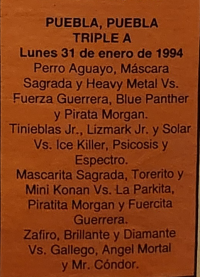 PUEBLA, PUEBLA
TRIPLE A
Lunes 31 de enero de 1994
Perro Aguayo, Máscara
Sagrada y Heavy Metal Vs.
Fuerza Guerrera, Blue Panther
y Pirata Morgan.
Tinieblas Jr., Lizmark Jr. y Solar
Vs. Ice Killer, Psicosis y
Espectro.
Mascarita Sagrada, Torerito y
Mini Konan Vs. La Parkita,
Piratita Morgan y Fuercita
Guerrera.
Zafiro, Brillante y Diamante
Vs. Gallego, Angel Mortal
y Mr. Cóndor.